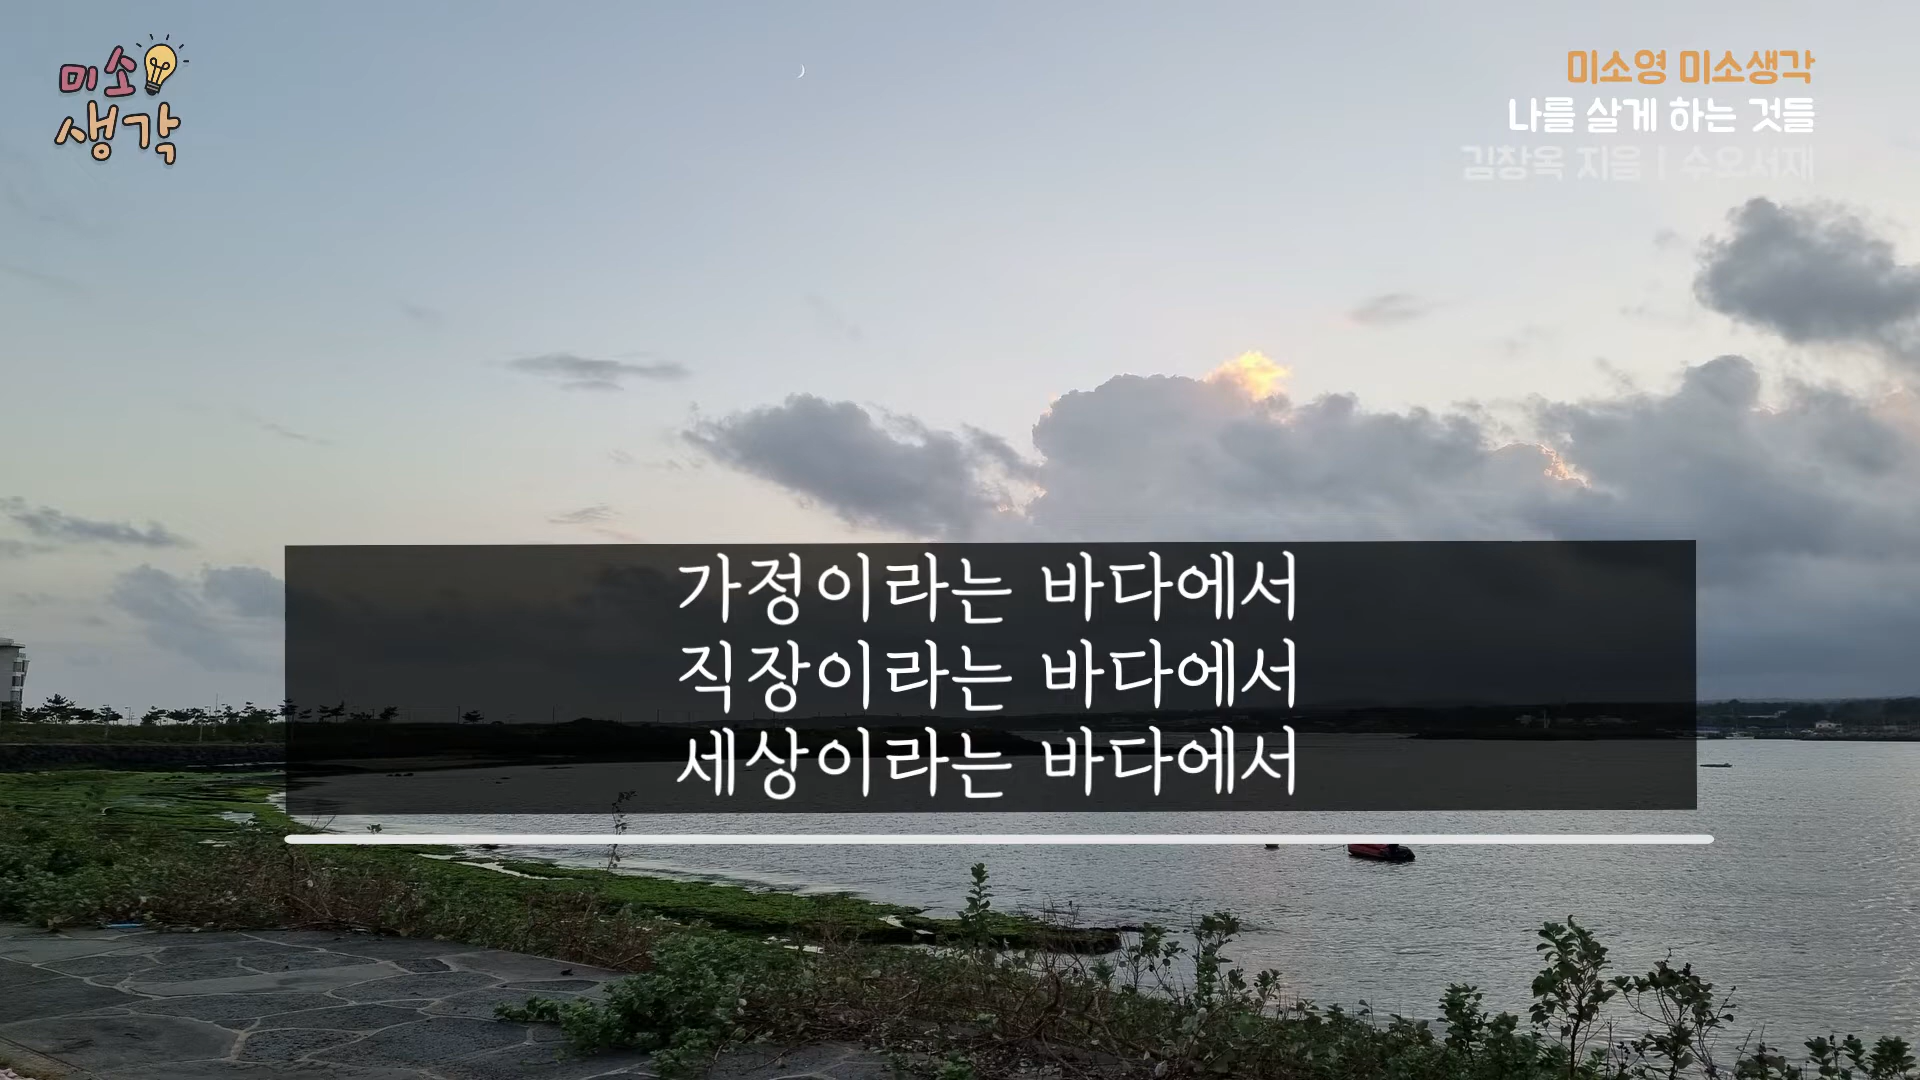 미소
생각
미소영 미소생각
나를 살게 하는 것들
김창옥 지음 | 수오서재
가정이라는 바다에서
직장이라는 바다에서
세상이라는 바다에서